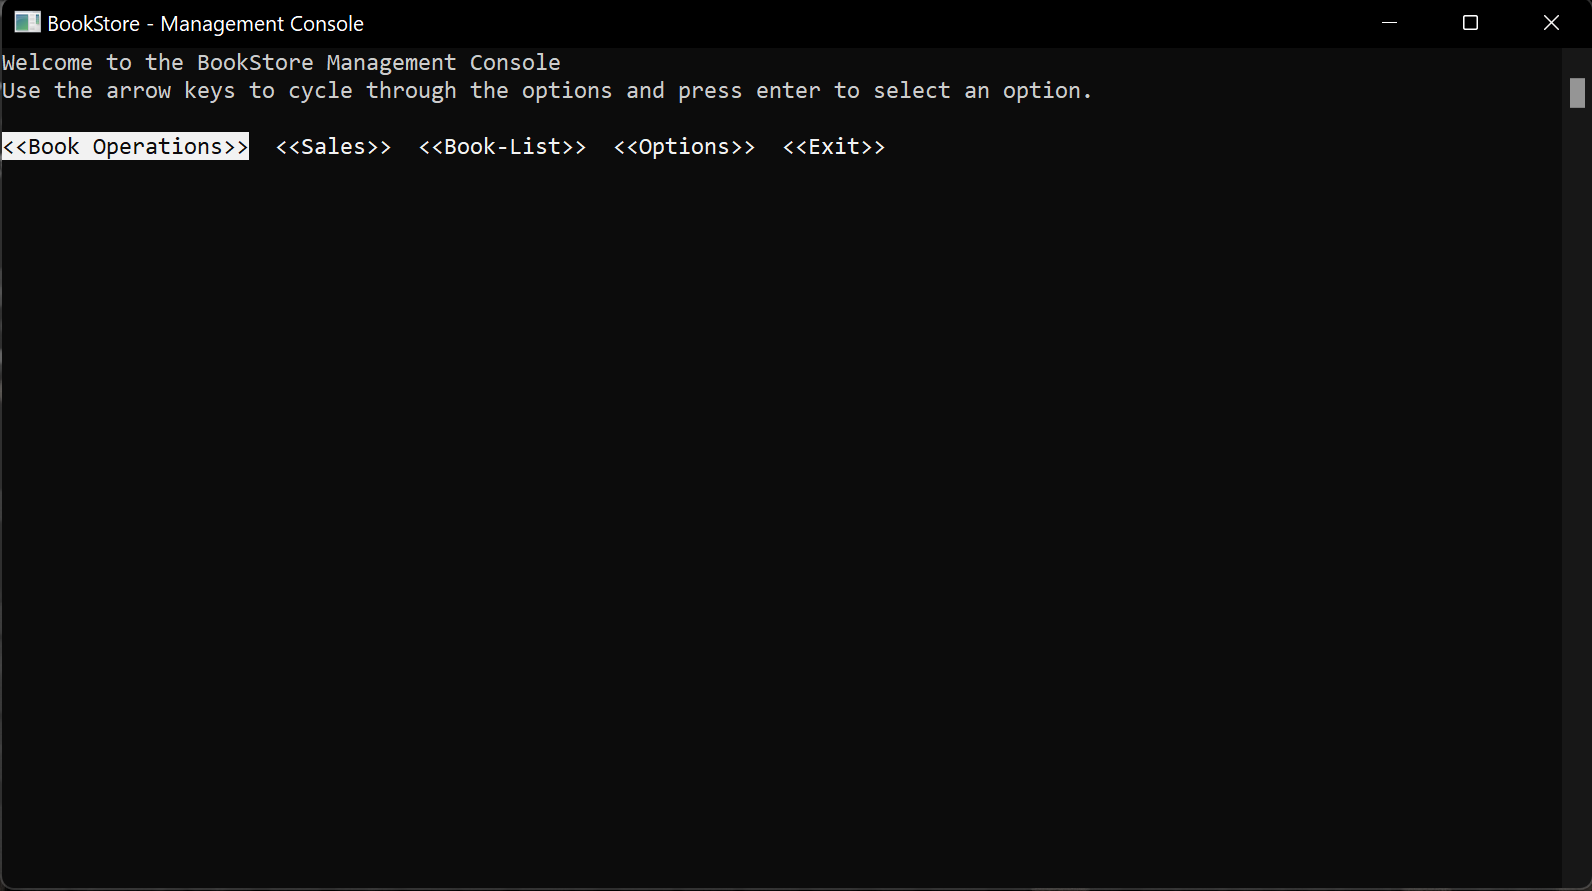 BookStore - Management Console
Welcome to the BookStore Management Console
Use the arrow keys to cycle through the options and press enter to select an option.
<<Book Operations>>  <<Sales>>  <<Book-List>>  <<Options>>  <<Exit>>